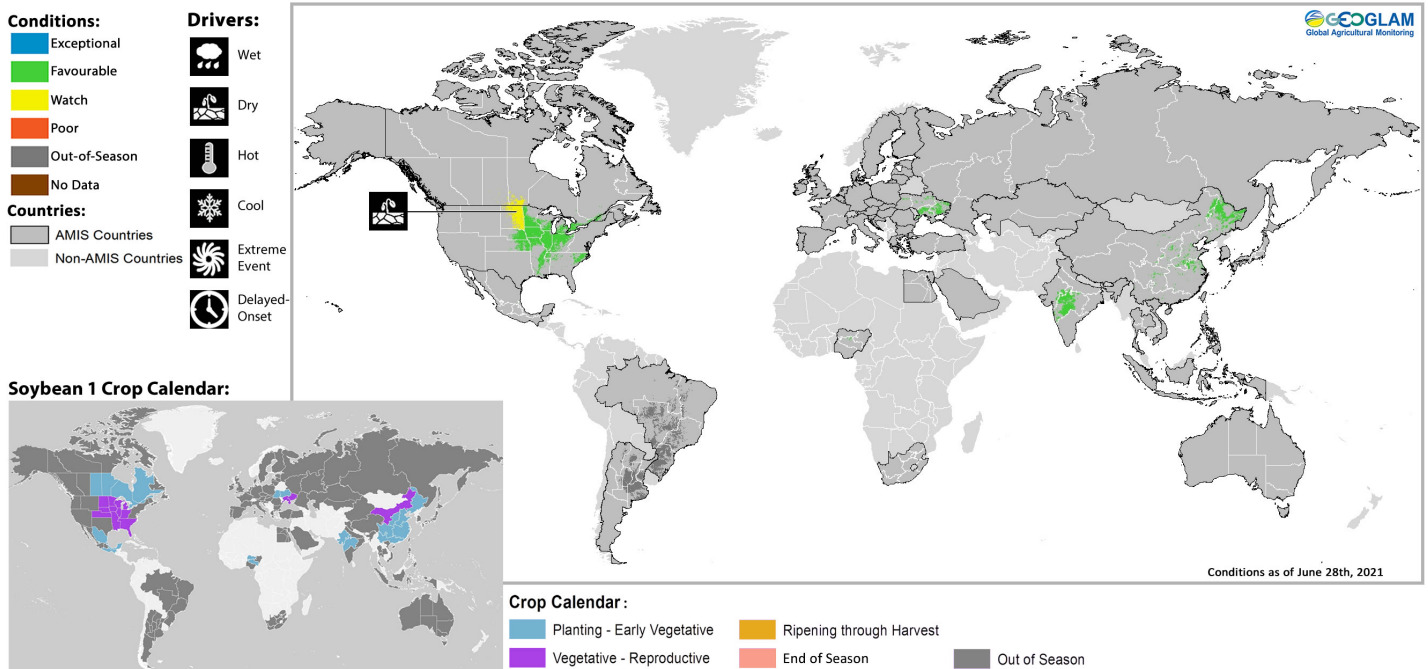 Conditions:
Exceptional
Favourable
Watch
Poor
Out-of-Season
No Data
Countries:
AMIS Countries
Non-AMIS Countries
Drivers:
Wet
Dry
Hot
Cool
Extreme
Event
Delayed-
Onset
GEOGLAM
Global Agricultural Monitoring
Conditions as of June 28th, 2021
Soybean 1 Crop Calendar:
Crop Calendar :
Planting - Early Vegetative
Vegetative - Reproductive
Ripening through Harvest
End of Season
Out of Season